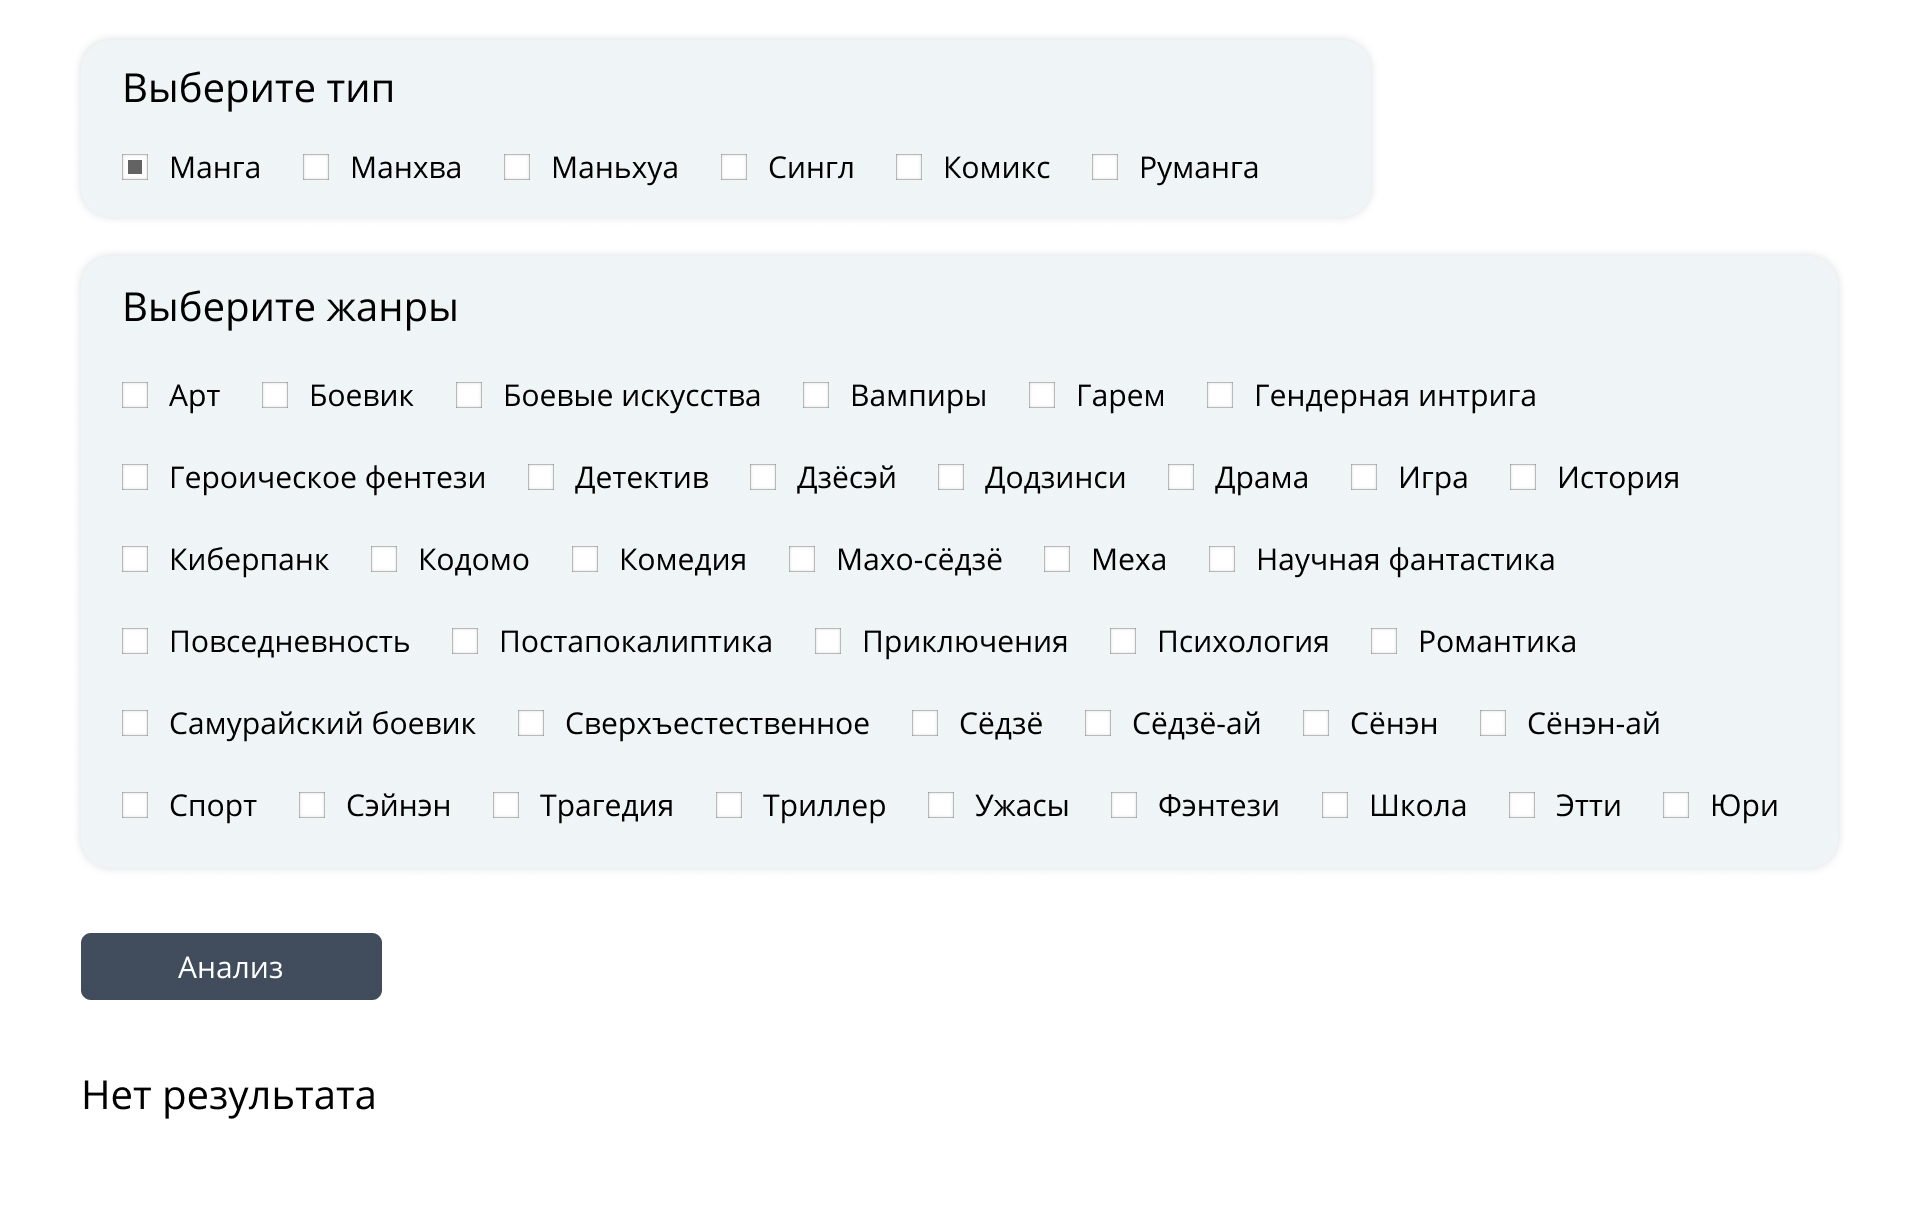 Выберите тип
Манга Манхва Маньхуа Сингл Комикс Руманга
Выберите жанры
Арт Боевик Боевые искусства Вампиры Гарем Гендерная интрига
Героическое фентези Детектив Дзёсэй Додзинси Драма Игра История
Киберпанк Кодомо Комедия Махо-сёдзё Меха Научная фантастика
Повседневность Постапокалиптика Приключения Психология Романтика
Самурайский боевик Сверхъестественное Сёдзё Сёдзё-ай Сёнэн Сёнэн-ай
Спорт Сэйнэн Трагедия Триллер Ужасы Фэнтези Школа Этти Юри
Анализ
Нет результата